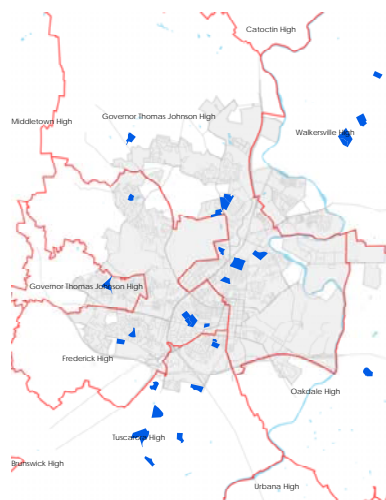 Catoctin High
Governor Thomas Johnson High
Middletown High
Walkersville High
Governor Thomas Johnson High
Frederick High
Oakdale High
Tuscarora High
Brunswick High
Urbana High